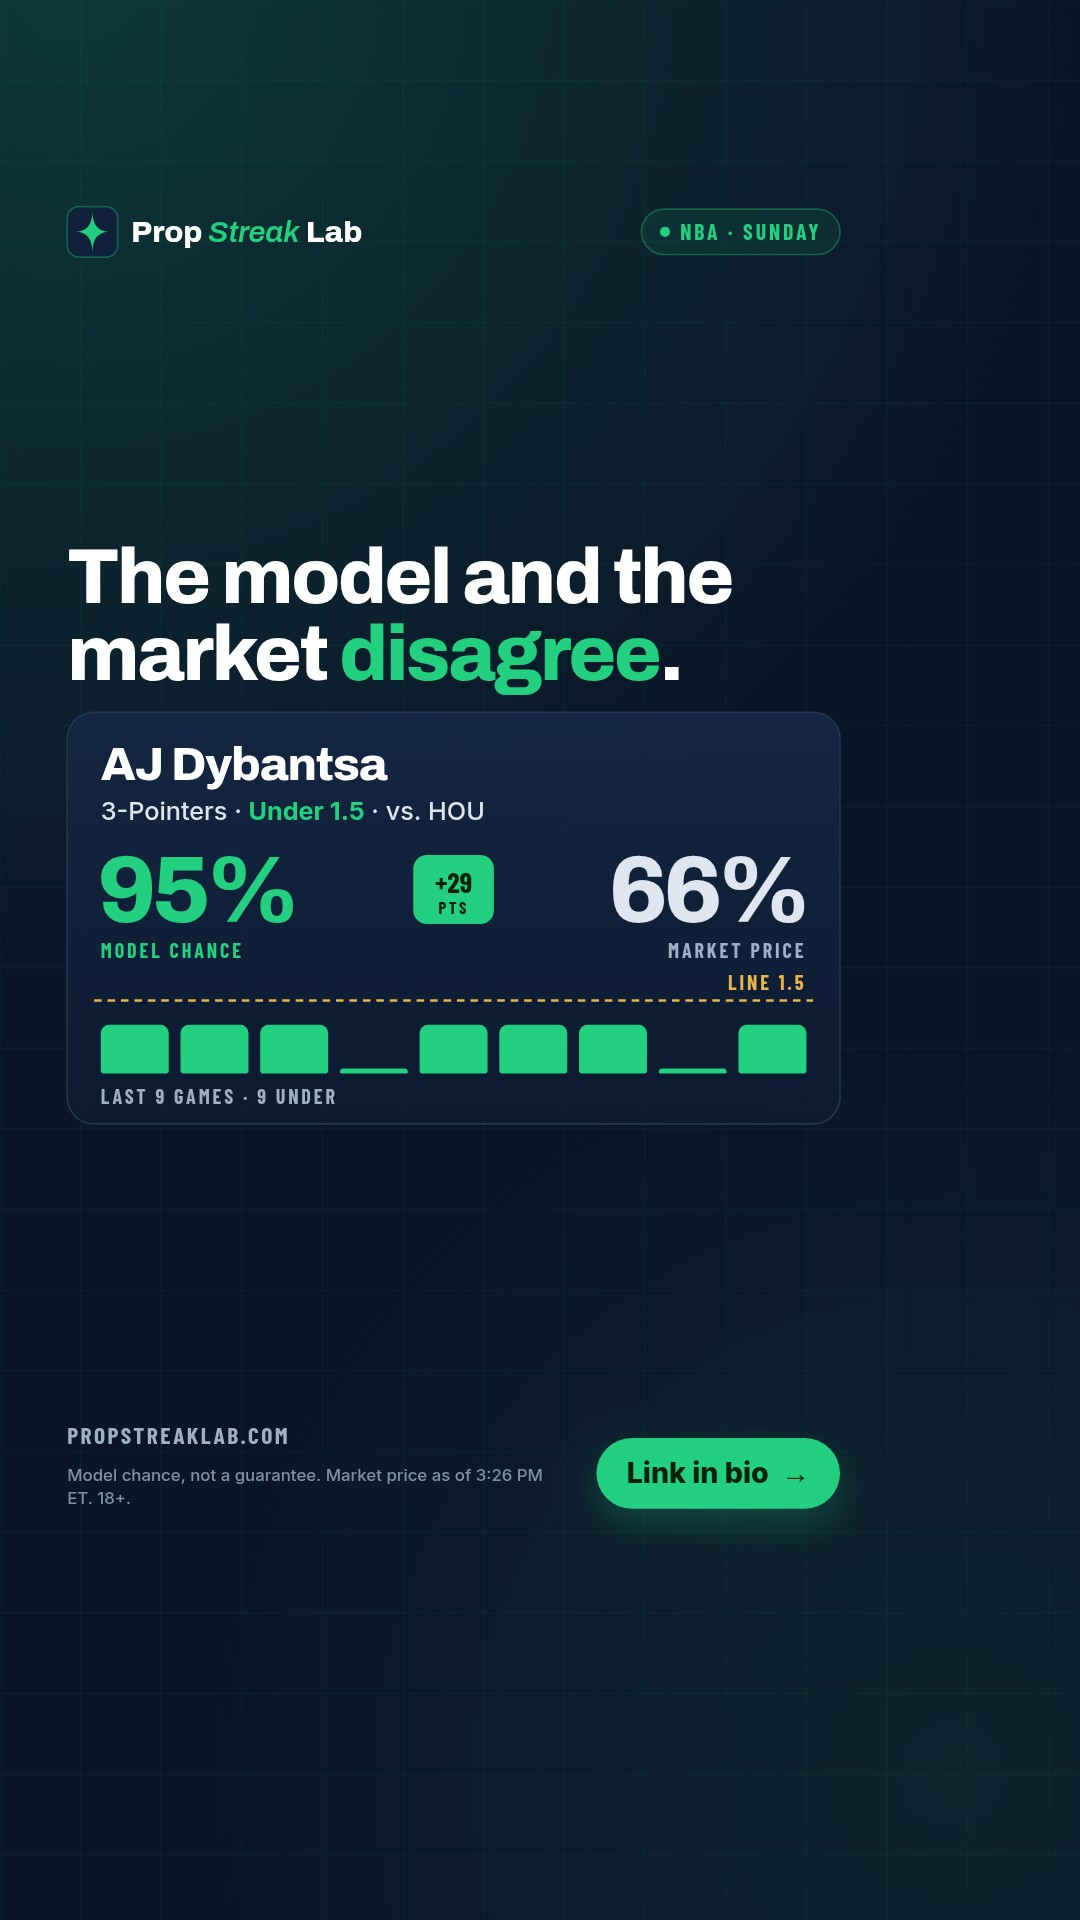 Prop Streak Lab
NBA · SUNDAY
The model and the
market disagree.
AJ Dybantsa
3-Pointers · Under 1.5 · vs. HOU
95%
+29
PTS
66%
MODEL CHANCE
MARKET PRICE
LINE 1.5
LAST 9 GAMES · 9 UNDER
PROPSTREAKLAB.COM
Model chance, not a guarantee. Market price as of 3:26 PM
ET. 18+.
Link in bio →